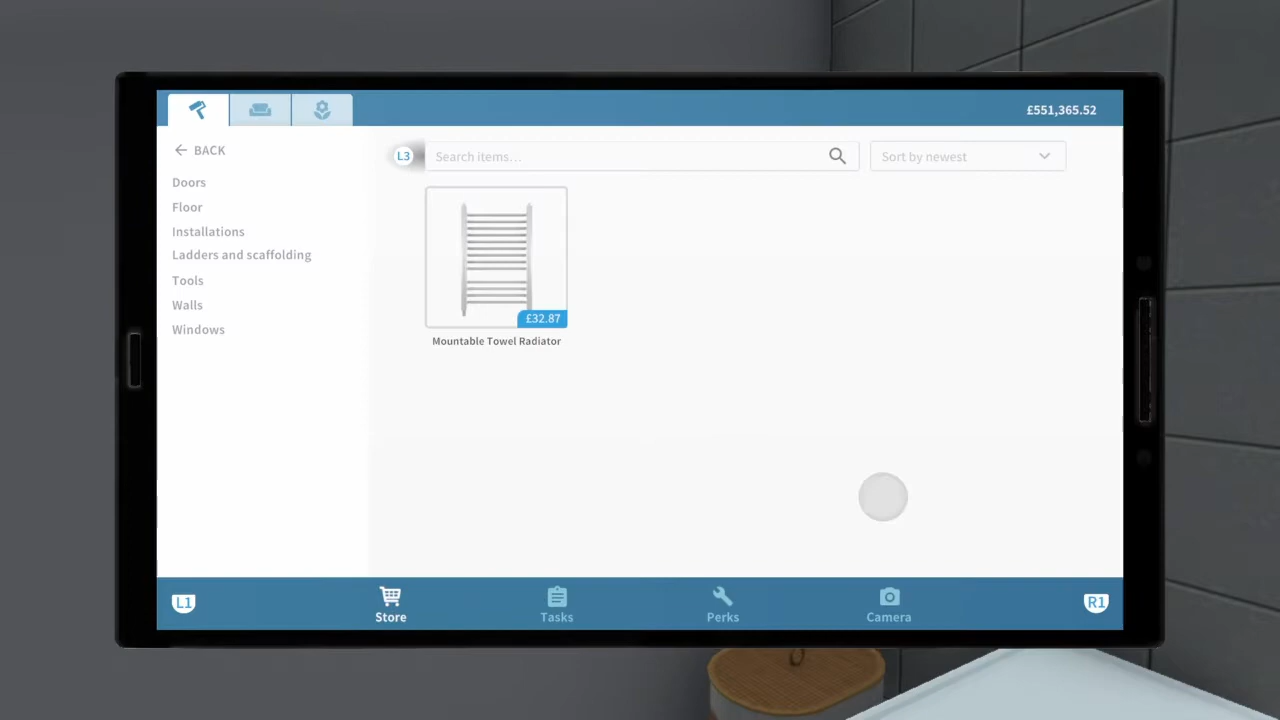 £551,365.52
BACK
L3
Search items...
Sort by newest
Doors
Floor
Installations
Ladders and scaffolding
Tools
Walls
Windows
£32.87
Mountable Towel Radiator
L1
Store
Tasks
Perks
Camera
R1